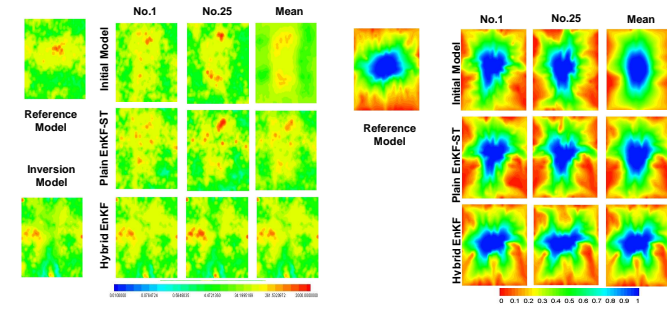 No.1 No.25 Mean
Initial Model
Reference
Model
Plain EnKF-ST
Inversion
Model
Hybrid EnKF
No.1 No.25 Mean
Initial Model
Reference
Model
Plain EnKF-ST
Hybrid EnKF
0 0.1 0.2 0.3 0.4 0.5 0.6 0.7 0.8 0.9 1